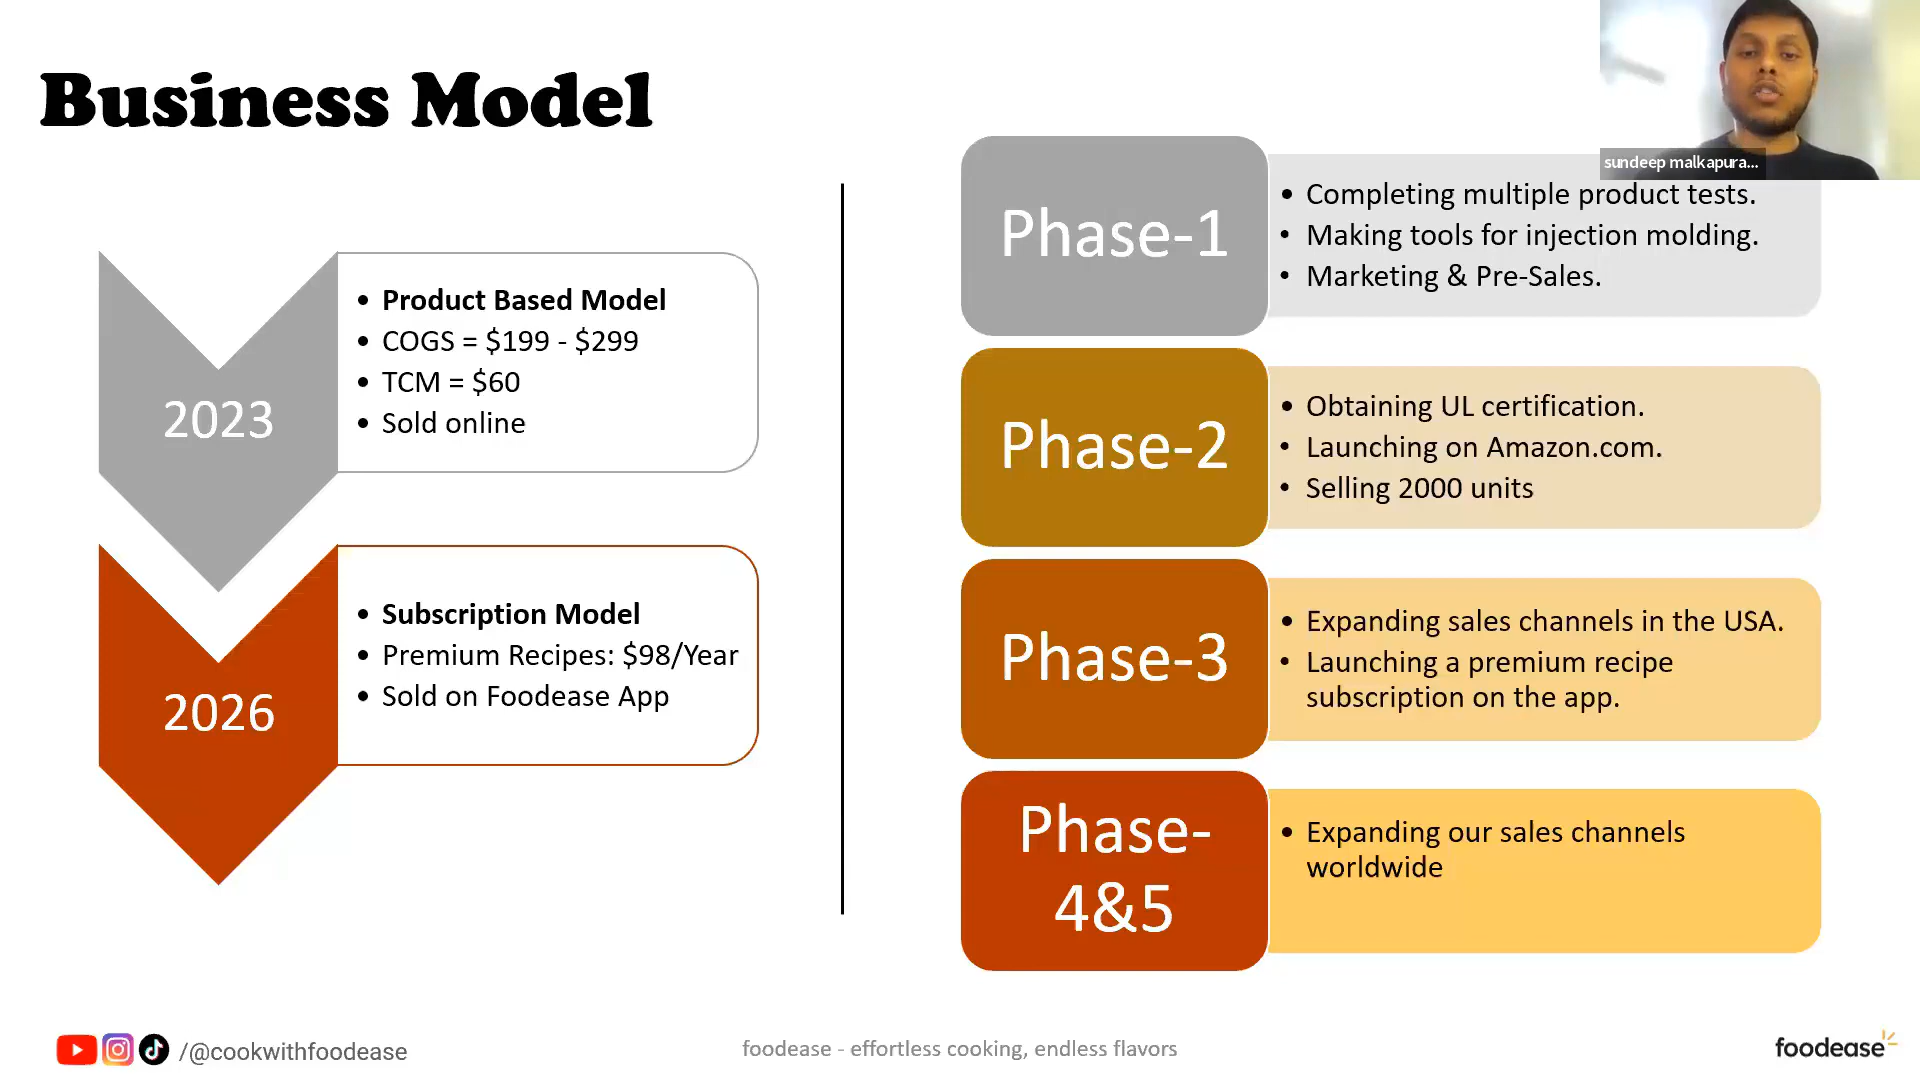 Business Model
sundeep malkapura...
2023
• Product Based Model
• COGS = $199 - $299
• TCM = $60
• Sold online
2026
• Subscription Model
• Premium Recipes: $98/Year
• Sold on Foodease App
Phase-1
• Completing multiple product tests.
• Making tools for injection molding.
• Marketing & Pre-Sales.
Phase-2
• Obtaining UL certification.
• Launching on Amazon.com.
• Selling 2000 units
Phase-3
• Expanding sales channels in the USA.
• Launching a premium recipe
subscription on the app.
Phase-
4&5
• Expanding our sales channels
worldwide
/@cookwithfoodease
foodease - effortless cooking, endless flavors
foodease